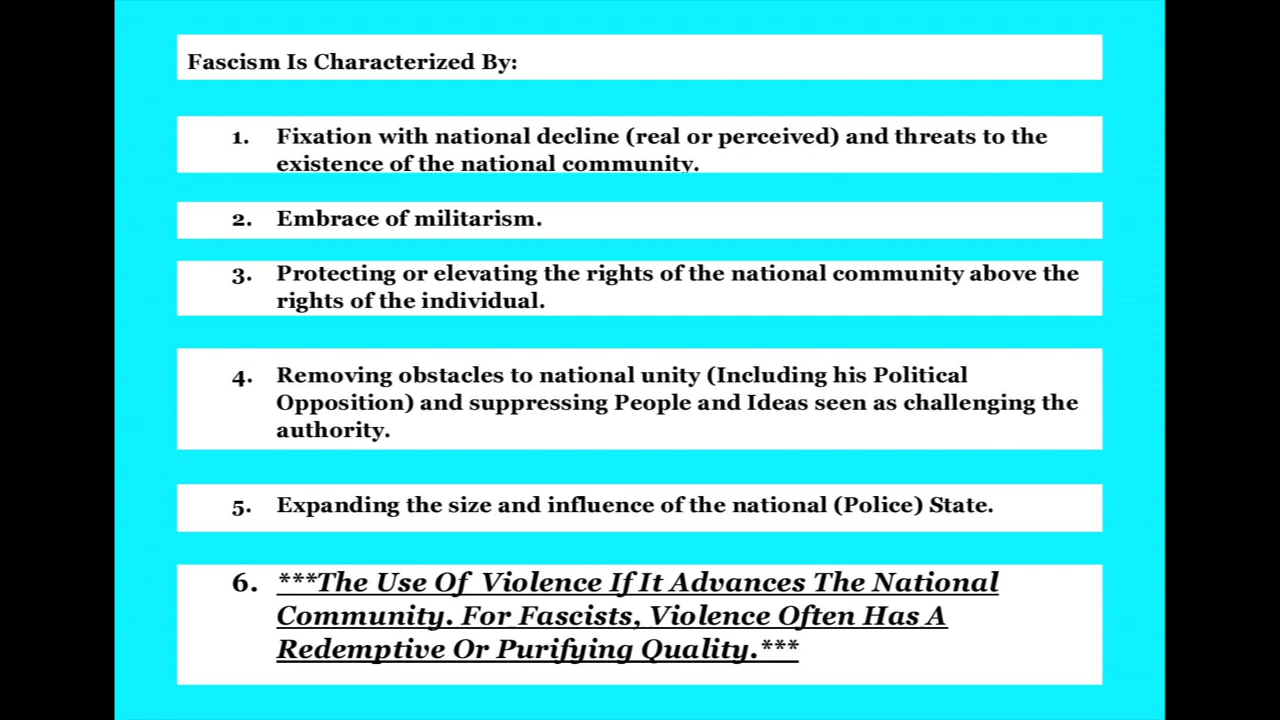 Fascism Is Characterized By:
1. Fixation with national decline (real or perceived) and threats to the
existence of the national community.
2. Embrace of militarism.
3. Protecting or elevating the rights of the national community above the
rights of the individual.
4. Removing obstacles to national unity (Including his Political
Opposition) and suppressing People and Ideas seen as challenging the
authority.
5. Expanding the size and influence of the national (Police) State.
6. ***The Use Of Violence If It Advances The National
Community. For Fascists, Violence Often Has A
Redemptive Or Purifying Quality.***